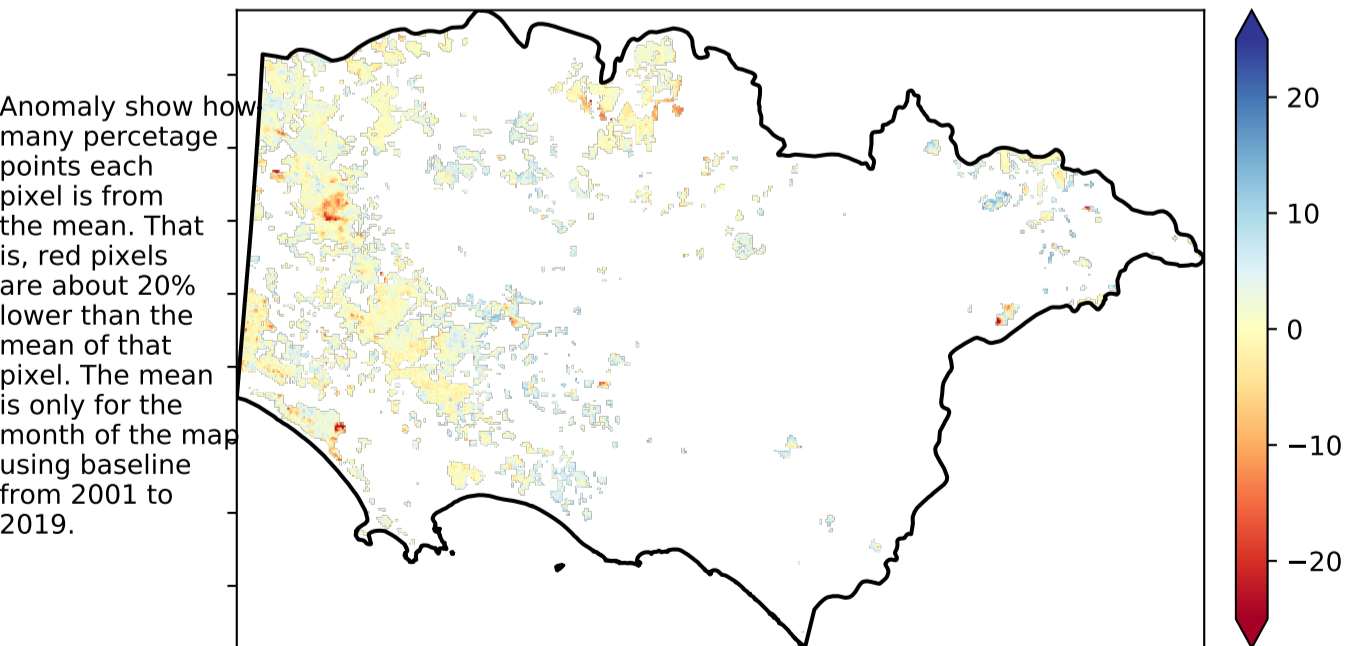 Anomaly show how
many percetage
points each
pixel is from
the mean. That
is, red pixels
are about 20%
lower than the
mean of that
pixel. The mean
is only for the
month of the map
using baseline
from 2001 to
2019.
20
10
0
−10
−20